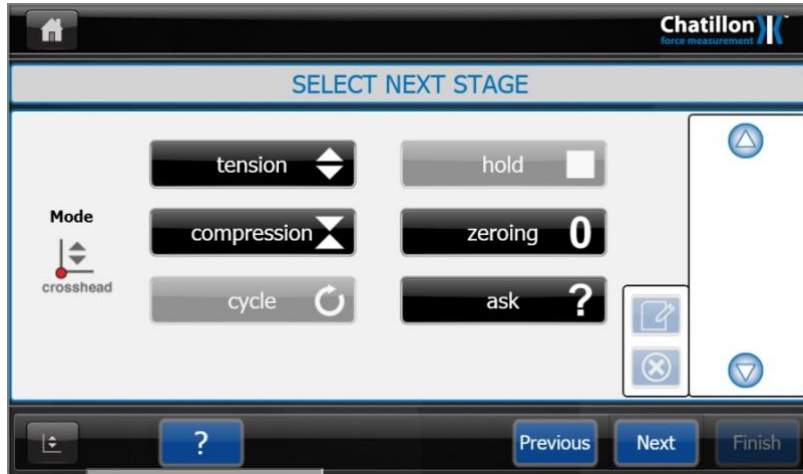 Chatillon
force measurement
SELECT NEXT STAGE
tension
hold
Mode
compression
zeroing 0
crosshead
cycle
ask ?
?
Previous
Next
Finish